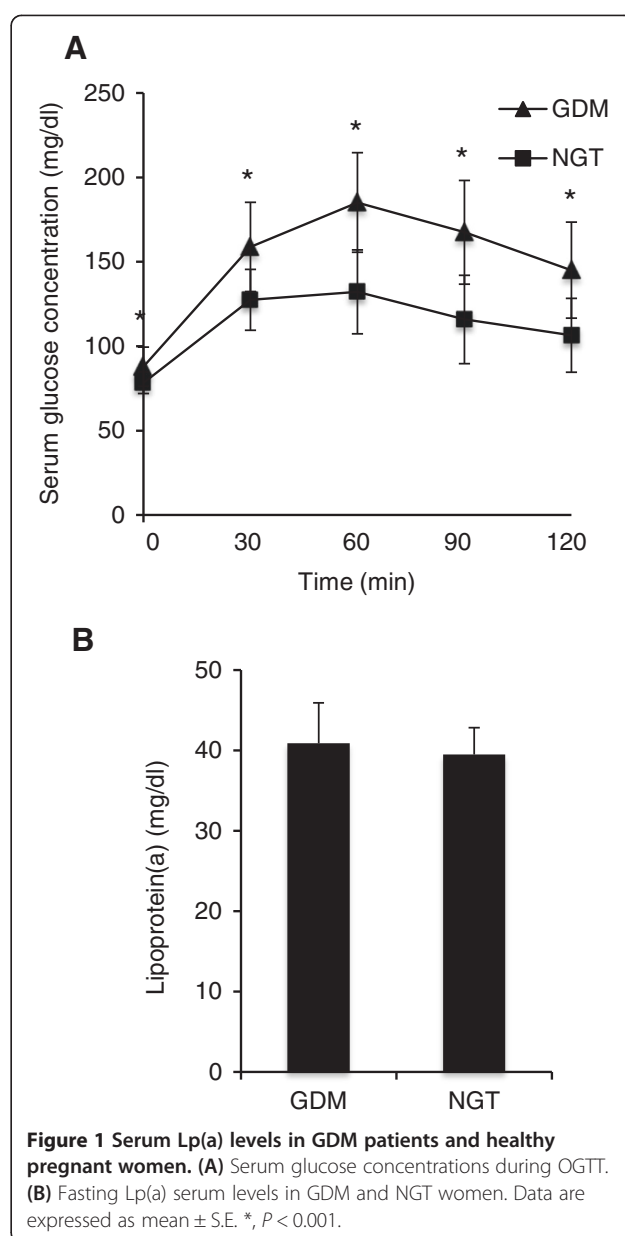 A
250
200
150
100
50
0
Serum glucose concentration (mg/dl)
* * * * *
GDM
NGT
0 30 60 90 120
Time (min)
B
50
40
30
20
10
0
Lipoprotein(a) (mg/dl)
GDM NGT
Figure 1 Serum Lp(a) levels in GDM patients and healthy
pregnant women. (A) Serum glucose concentrations during OGTT.
(B) Fasting Lp(a) serum levels in GDM and NGT women. Data are
expressed as mean ± S.E. *, P < 0.001.